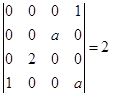 |0 0 0 1|
|0 0 a 0|
|0 2 0 0| = 2
|1 0 0 a|